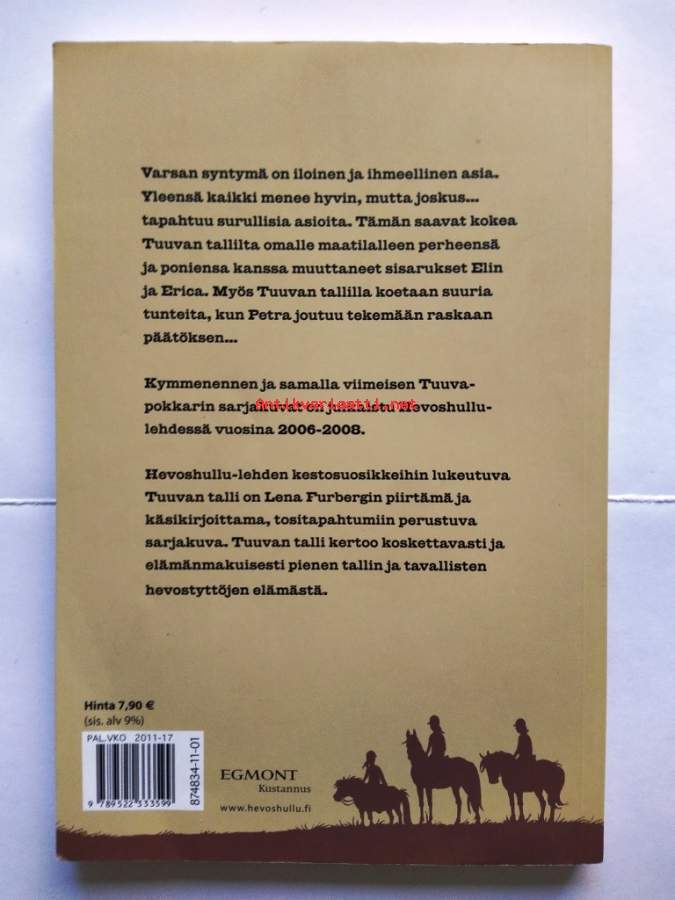 Varsan syntymä on iloinen ja ihmeellinen asia.
Yleensä kaikki menee hyvin, mutta joskus...
tapahtuu surullisia asioita. Tämän saavat kokea
Tuuvan tallilta omalle maatilalleen perheensä
ja poniensa kanssa muuttaneet sisarukset Elin
ja Erica. Myös Tuuvan tallilla koetaan suuria
tunteita, kun Petra joutuu tekemään raskaan
päätöksen...
Kymmenennen ja samalla viimeisen Tuuva-
Antikvariaatti.net
pokkarin sarjakuvat on julkaistu Hevoshullu-
lehdessä vuosina 2006-2008.
Hevoshullu-lehden kestosuosikkeihin lukeutuva
Tuuvan talli on Lena Furbergin piirtämä ja
käsikirjoittama, tositapahtumiin perustuva
sarjakuva. Tuuvan talli kertoo koskettavasti ja
elämänmakuisesti pienen tallin ja tavallisten
hevostyttöjen elämästä.
Hinta 7,90 €
(sis. alv 9%)
PAL.VKO 2011-17
874834-11-01
9 789522 333599
EGMONT
Kustannus
www.hevoshullu.fi